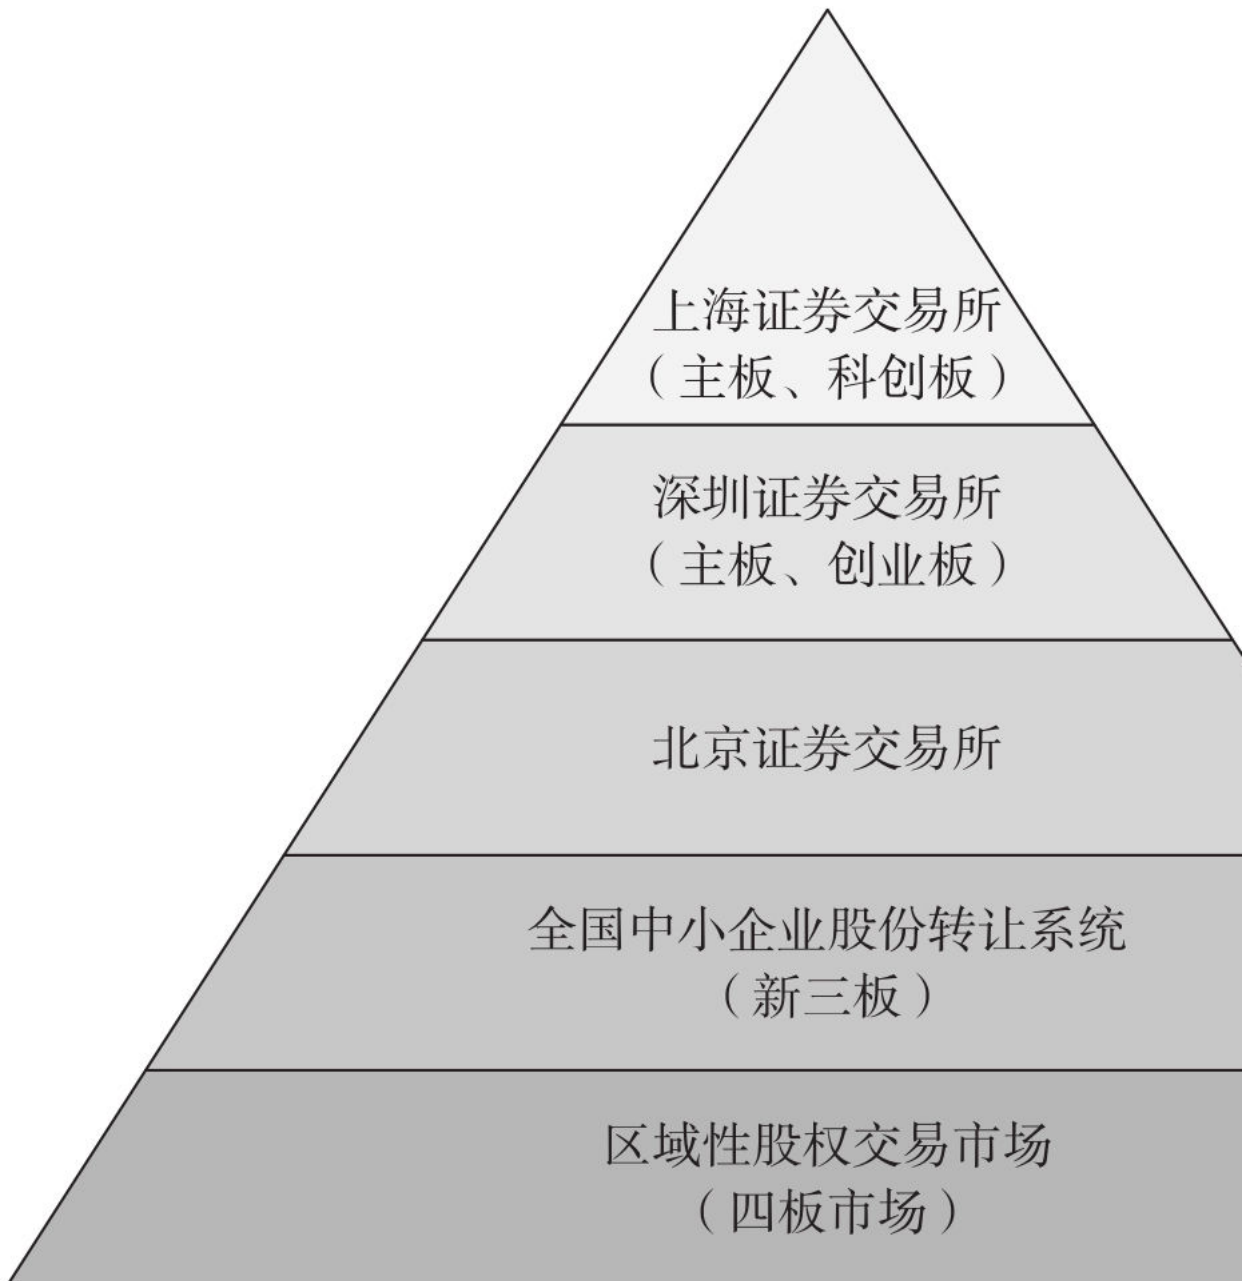 上海证券交易所
（主板、科创板）
深圳证券交易所
（主板、创业板）
北京证券交易所
全国中小企业股份转让系统
（新三板）
区域性股权交易市场
（四板市场）